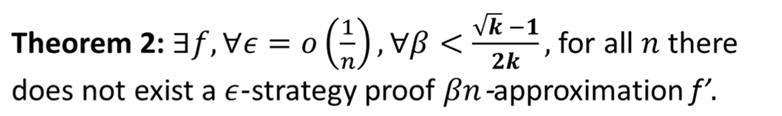 Theorem 2: ∃f, ∀ϵ = o(1/n), ∀β < (√k −1)/2k, for all n there
does not exist a ϵ-strategy proof βn-approximation f′.